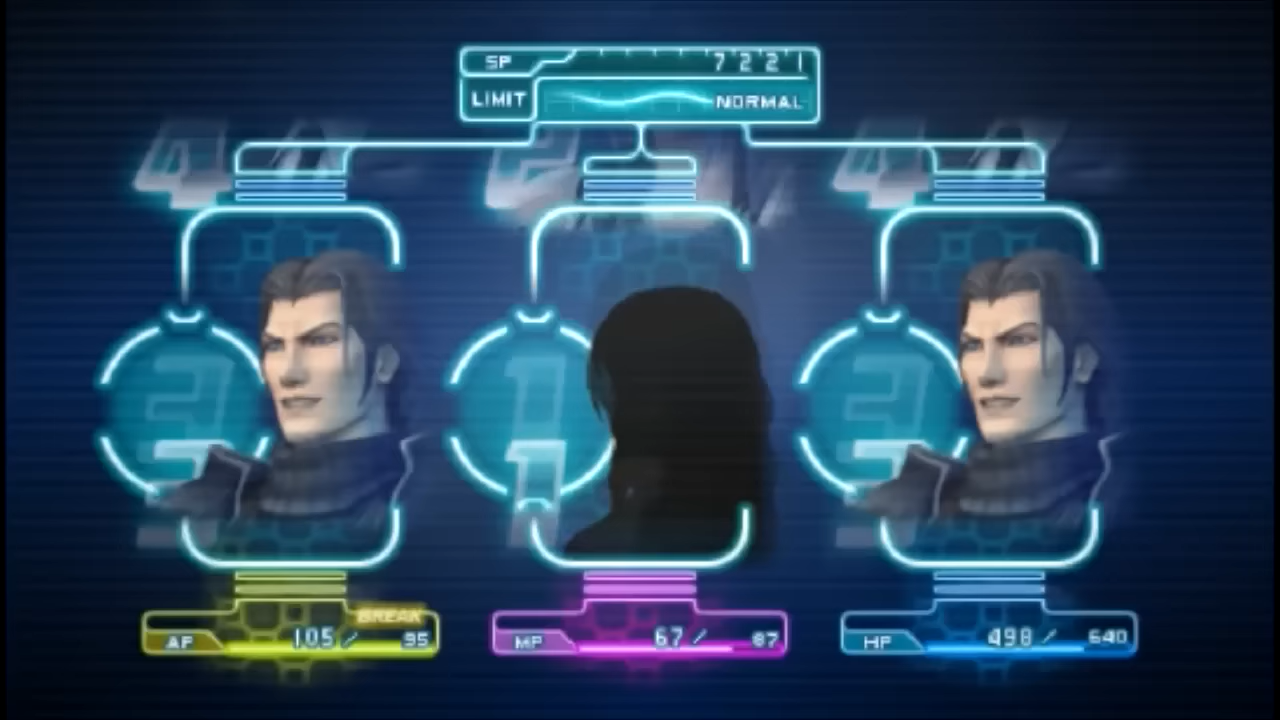 SP 7221
LIMIT NORMAL
BREAK
AP 105/ 95
MP 67/ 87
HP 498/ 640